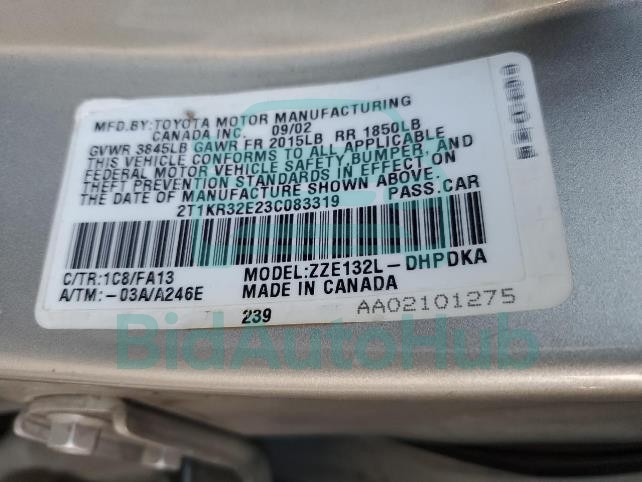 MFD.BY:TOYOTA MOTOR MANUFACTURING
CANADA INC. 09/02
GVWR 3845LB GAWR FR 2015LB RR 1850LB
THIS VEHICLE CONFORMS TO ALL APPLICABLE
FEDERAL MOTOR VEHICLE SAFETY,BUMPER, AND
THEFT PREVENTION STANDARDS IN EFFECT ON
THE DATE OF MANUFACTURE SHOWN ABOVE.
2T1KR32E23C083319 PASS.CAR
C/TR:1C8/FA13 MODEL:ZZE132L-DHPDKA
A/TM:-03A/A246E MADE IN CANADA
239 AA02101275
BidAutoHub